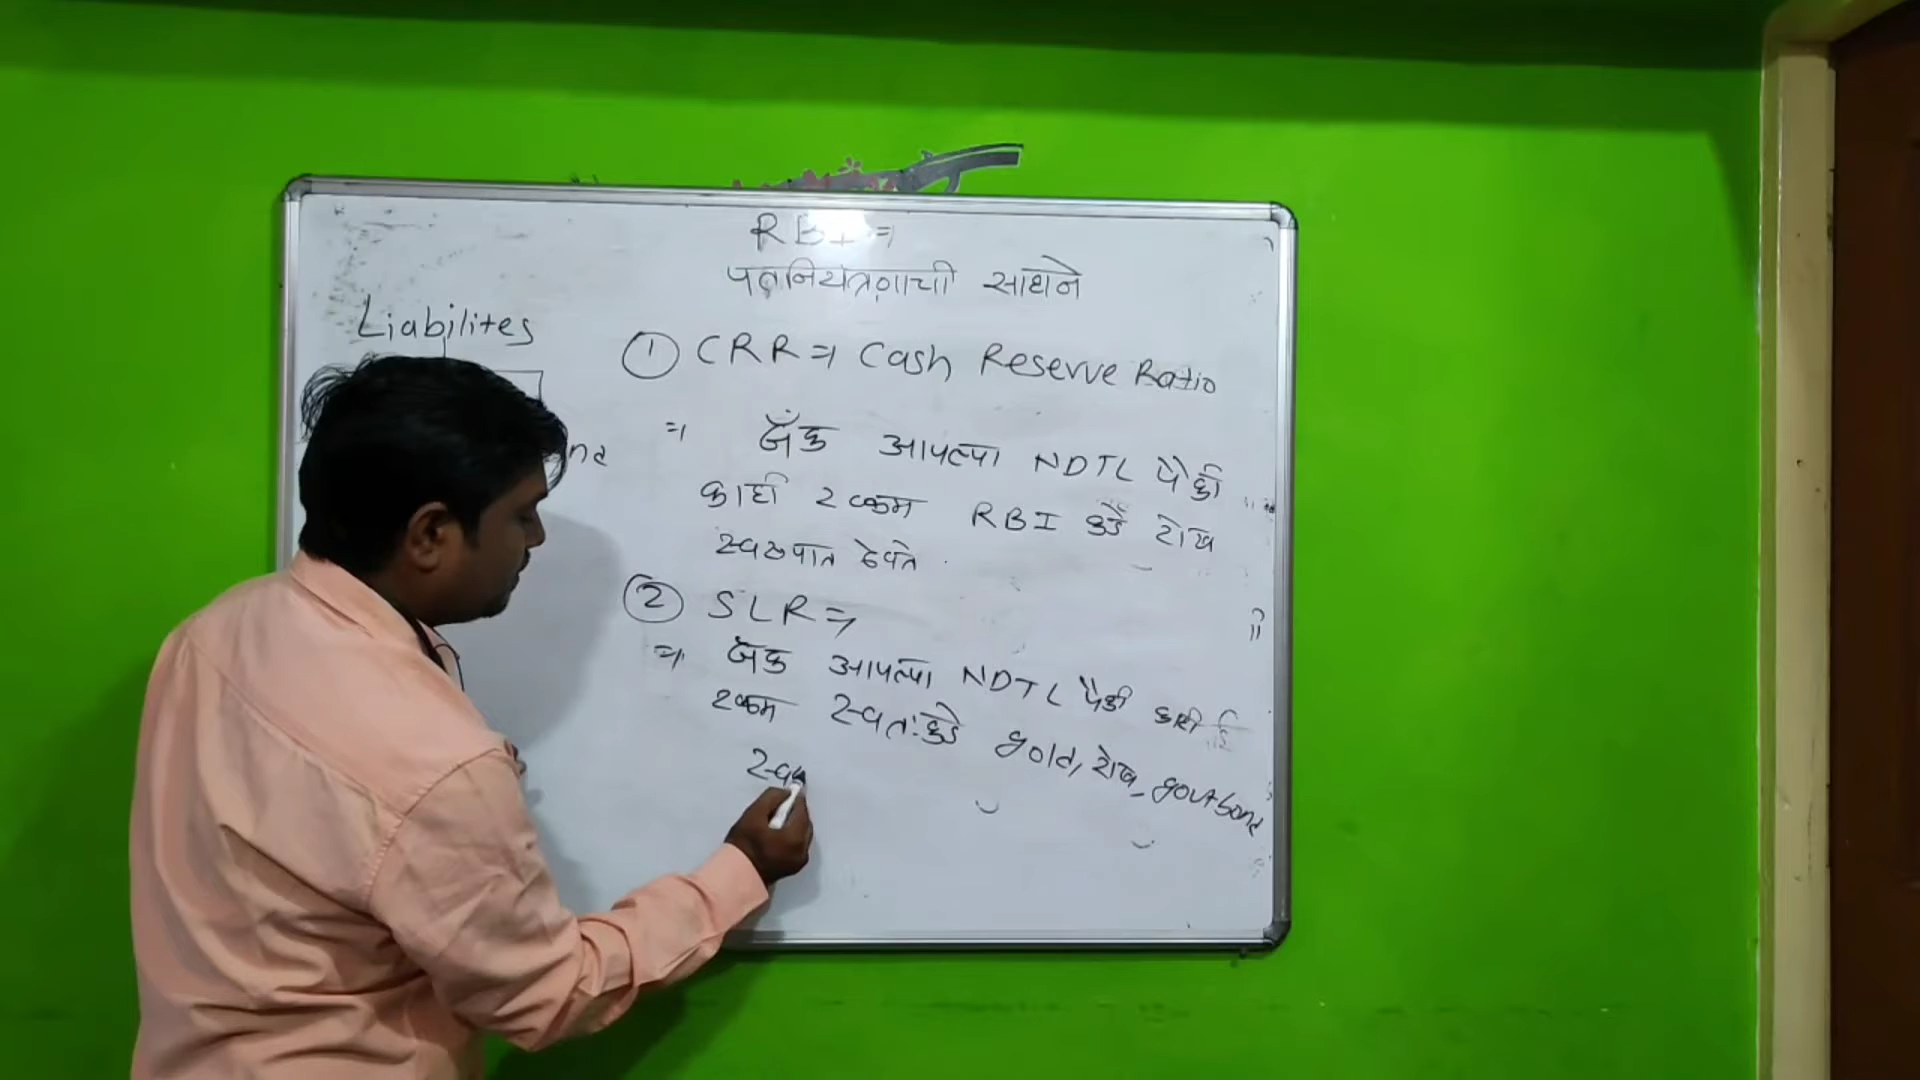 RBI ⇒
पतनियंत्रणाची साधने
Liabilites
① CRR ⇒ Cash Reserve Ratio
⇒ बँक आपल्या NDTL पैकी
काही रक्कम RBI कडे रोख
स्वरुपात ठेवते.
② SLR ⇒
⇒ बँक आपल्या NDTL पैकी काही
रक्कम स्वतःकडे gold, रोख, govt bond